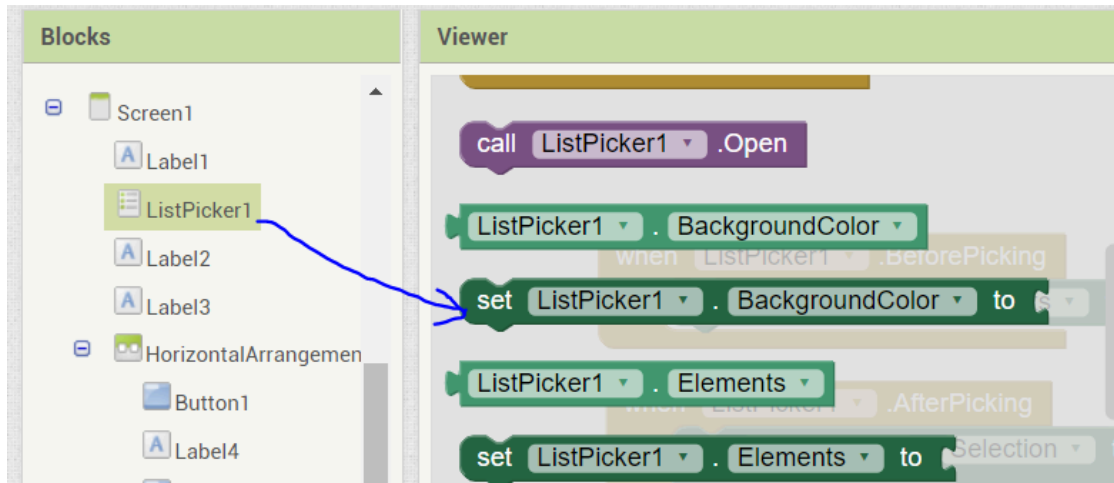 Blocks
Screen1
Label1
ListPicker1
Label2
Label3
HorizontalArrangemen
Button1
Label4
Viewer
call ListPicker1 .Open
ListPicker1 . BackgroundColor
when ListPicker1 .BeforePicking
set ListPicker1 . BackgroundColor to
ListPicker1 . Elements
when ListPicker1 .AfterPicking
set ListPicker1 . Elements to
Selection